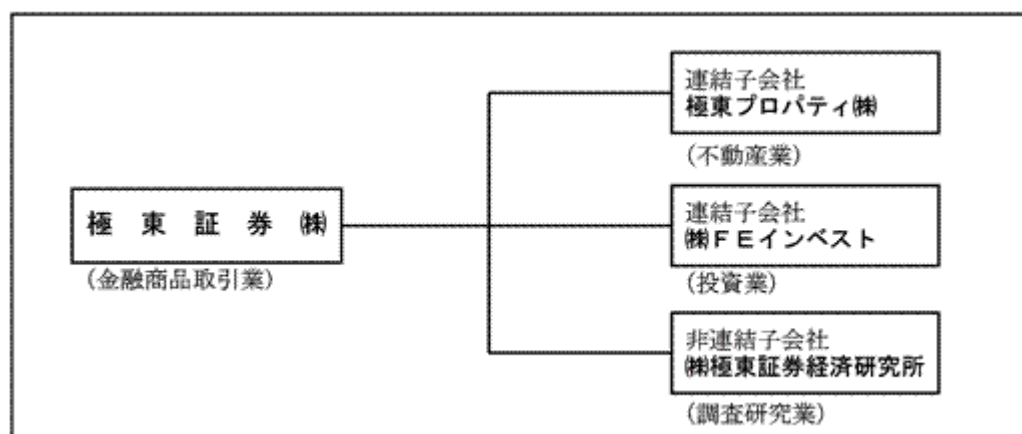 連結子会社
極東プロパティ㈱
(不動産業)
極東証券㈱
(金融商品取引業)
連結子会社
㈱FEインベスト
(投資業)
非連結子会社
㈱極東証券経済研究所
(調査研究業)